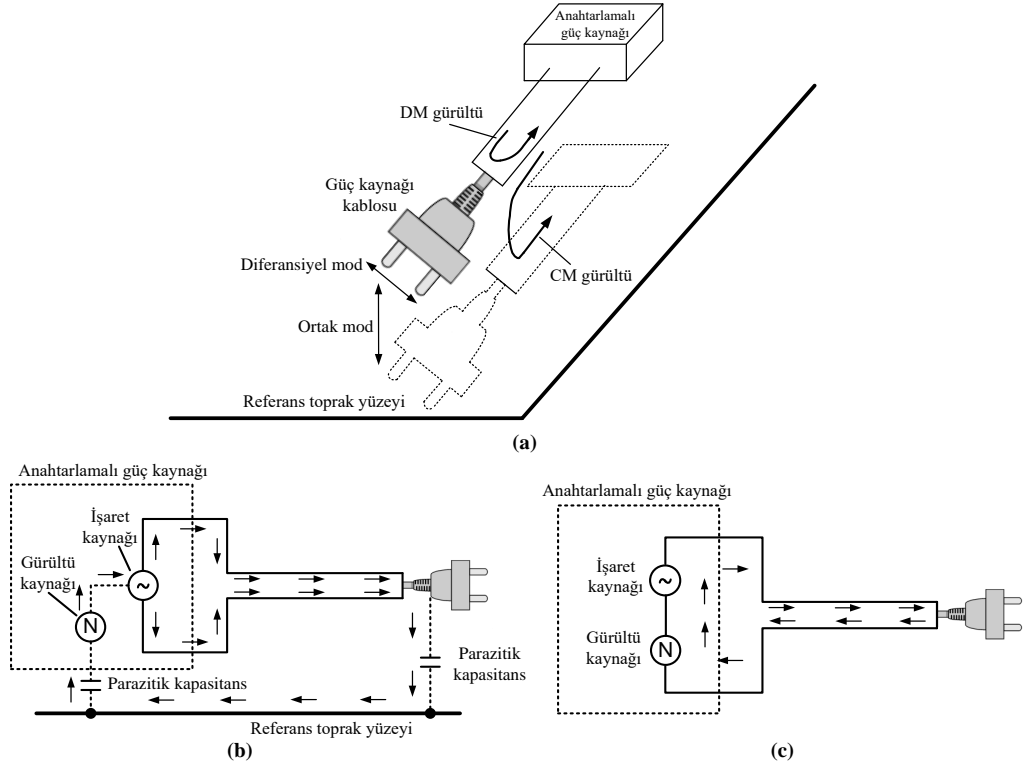 Anahtarlamalı
güç kaynağı
DM gürültü
Güç kaynağı
kablosu
Diferansiyel mod
CM gürültü
Ortak mod
Referans toprak yüzeyi
(a)
Anahtarlamalı güç kaynağı
İşaret
kaynağı
Gürültü
kaynağı
~
N
Parazitik kapasitans
Parazitik
kapasitans
Referans toprak yüzeyi
(b)
Anahtarlamalı güç kaynağı
İşaret
kaynağı
~
Gürültü
kaynağı
N
(c)